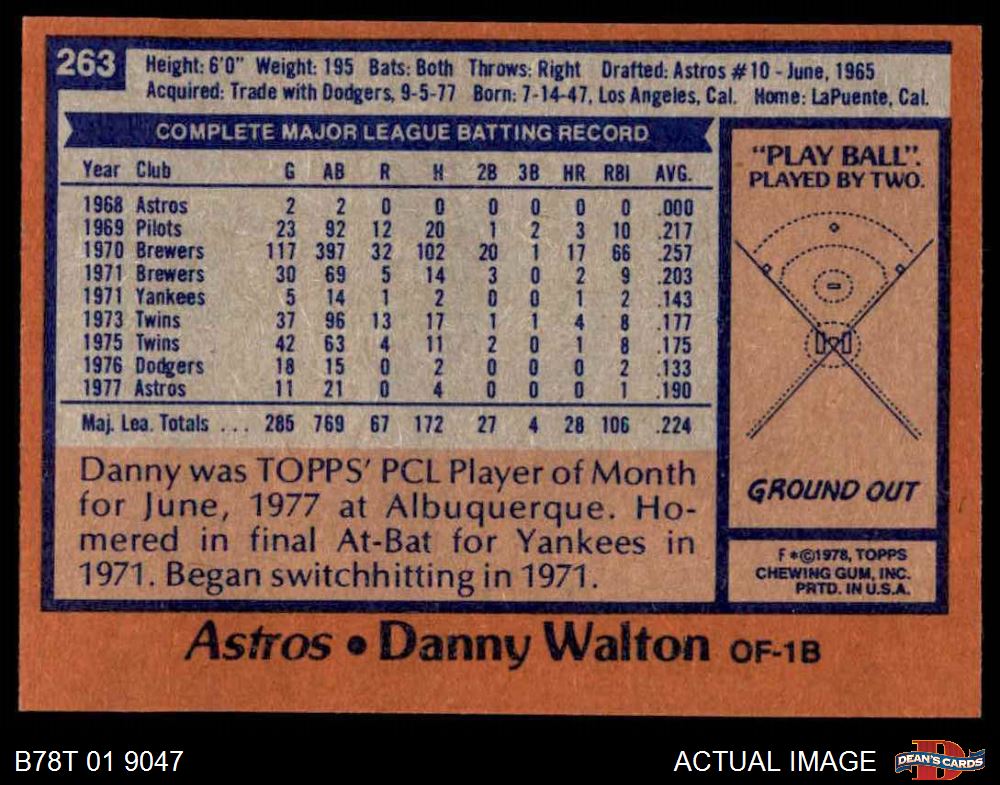 263
Height: 6'0" Weight: 195 Bats: Both Throws: Right Drafted: Astros #10 - June, 1965
Acquired: Trade with Dodgers, 9-5-77 Born: 7-14-47, Los Angeles, Cal. Home: LaPuente, Cal.
COMPLETE MAJOR LEAGUE BATTING RECORD
Year Club G AB R H 2B 3B HR RBI AVG.
1968 Astros 2 2 0 0 0 0 0 0 .000
1969 Pilots 23 92 12 20 1 2 3 10 .217
1970 Brewers 117 397 32 102 20 1 17 66 .257
1971 Brewers 30 69 5 14 3 0 2 9 .203
1971 Yankees 5 14 1 2 0 0 1 2 .143
1973 Twins 37 96 13 17 1 1 4 8 .177
1975 Twins 42 63 4 11 2 0 1 8 .175
1976 Dodgers 18 15 0 2 0 0 0 2 .133
1977 Astros 11 21 0 4 0 0 0 1 .190
Maj. Lea. Totals ... 285 769 67 172 27 4 28 106 .224
Danny was TOPPS' PCL Player of Month
for June, 1977 at Albuquerque. Ho-
mered in final At-Bat for Yankees in
1971. Began switchhitting in 1971.
"PLAY BALL".
PLAYED BY TWO.
GROUND OUT
F *©1978, TOPPS
CHEWING GUM, INC.
PRTD. IN U.S.A.
Astros • Danny Walton OF-1B
B78T 01 9047
ACTUAL IMAGE
D
DEAN'S CARDS